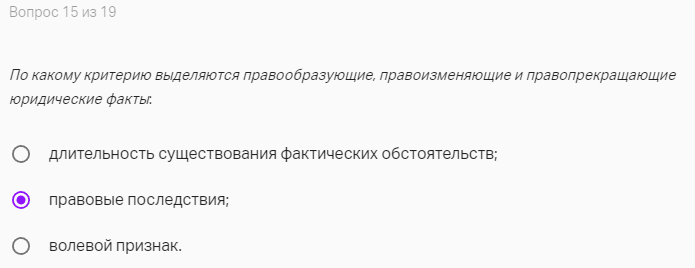 Вопрос 15 из 19
По какому критерию выделяются правообразующие, правоизменяющие и правопрекращающие
юридические факты:
длительность существования фактических обстоятельств;
правовые последствия;
волевой признак.